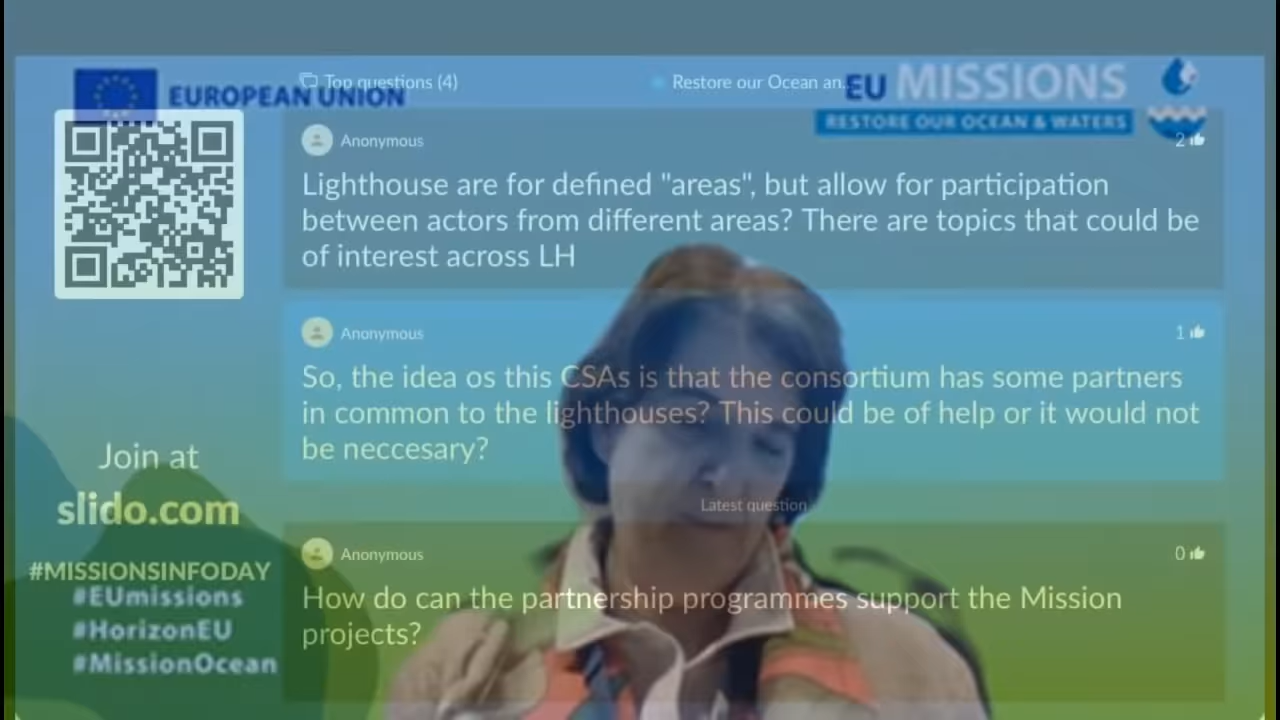 Top questions (4)
Restore our Ocean an...
EUROPEAN UNION
EU MISSIONS
RESTORE OUR OCEAN & WATERS
Anonymous
2
Lighthouse are for defined "areas", but allow for participation
between actors from different areas? There are topics that could be
of interest across LH
Anonymous
1
So, the idea os this CSAs is that the consortium has some partners
in common to the lighthouses? This could be of help or it would not
be neccesary?
Join at
slido.com
#MISSIONSINFODAY
#EUmissions
#HorizonEU
#MissionOcean
Latest question
Anonymous
0
How do can the partnership programmes support the Mission
projects?